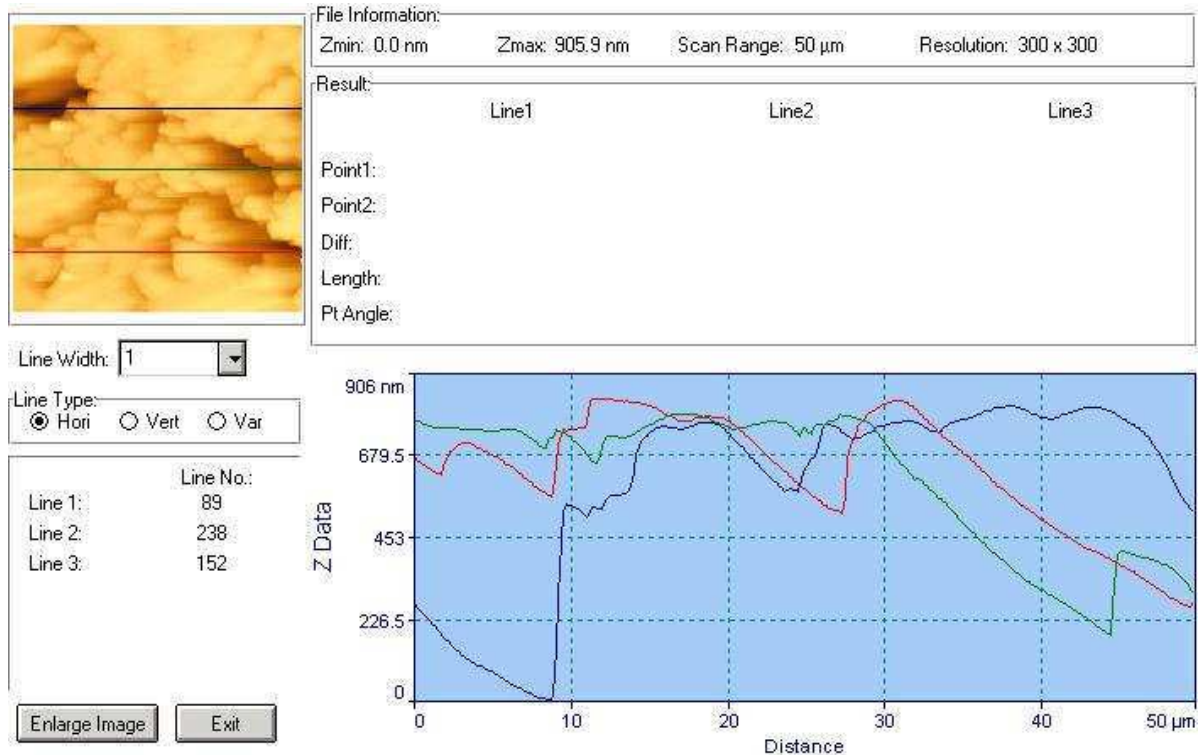 File Information:
Zmin: 0.0 nm Zmax: 905.9 nm Scan Range: 50 µm Resolution: 300 x 300
Result:
Line1 Line2 Line3
Point1:
Point2:
Diff:
Length:
Pt Angle:
Line Width: 1
Line Type:
Hori Vert Var
Line No.:
Line 1: 89
Line 2: 238
Line 3: 152
Enlarge Image Exit
906 nm
679.5
453
226.5
0
Z Data
0 10 20 30 40 50 µm
Distance